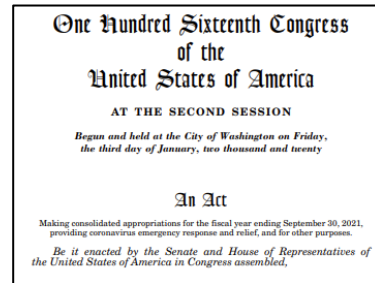 One Hundred Sixteenth Congress
of the
United States of America
AT THE SECOND SESSION
Begun and held at the City of Washington on Friday,
the third day of January, two thousand and twenty
An Act
Making consolidated appropriations for the fiscal year ending September 30, 2021,
providing coronavirus emergency response and relief, and for other purposes.
Be it enacted by the Senate and House of Representatives of
the United States of America in Congress assembled,